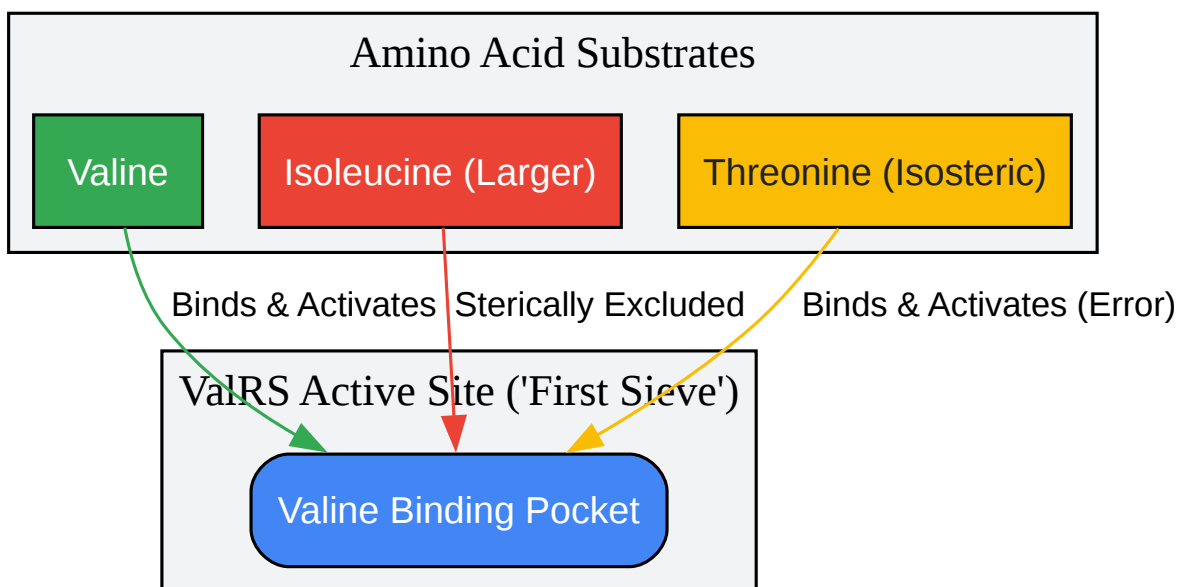 Amino Acid Substrates
Valine
Isoleucine (Larger)
Threonine (Isosteric)
Binds & Activates
Sterically Excluded
Binds & Activates (Error)
ValRS Active Site ('First Sieve')
Valine Binding Pocket